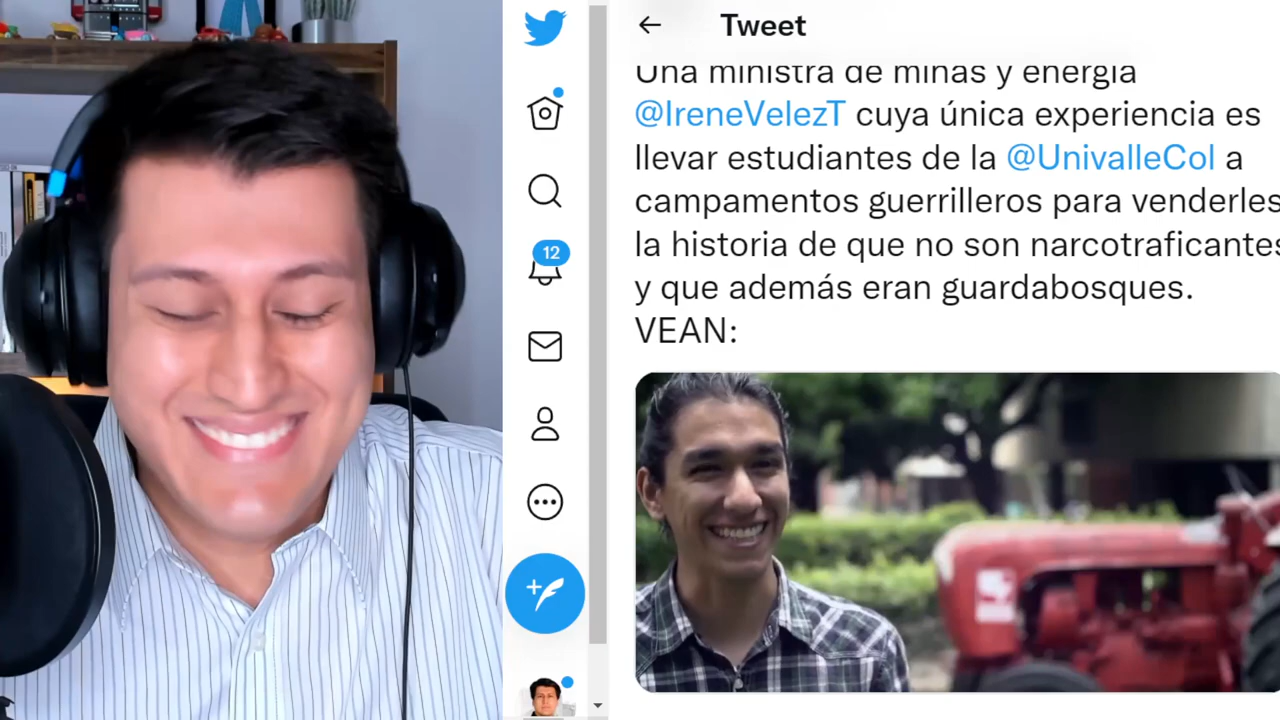 Tweet
Una ministra de minas y energía
@IreneVelezT cuya única experiencia es
llevar estudiantes de la @UnivalleCol a
campamentos guerrilleros para venderles
la historia de que no son narcotraficantes
y que además eran guardabosques.
VEAN:
12